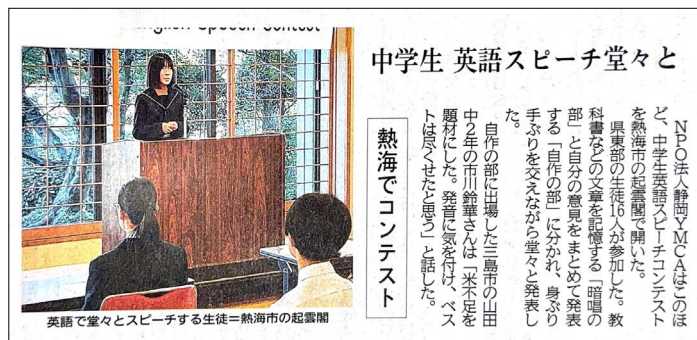 English Speech Contest
中学生 英語スピーチ堂々と
熱海でコンテスト
NPO法人静岡YMCAはこのほ
ど、中学生英語スピーチコンテスト
を熱海市の起雲閣で開いた。
県東部の生徒16人が参加した。教
科書などの文章を記憶する「暗唱の
部」と自分の意見をまとめて発表
する「自作の部」に分かれ、身ぶり
手ぶりを交えながら堂々と発表し
た。
自作の部に出場した三島市の山田
中2年の市川鈴華さんは「米不足を
題材にした。発音に気を付け、ベス
トは尽くせたと思う」と話した。
英語で堂々とスピーチする生徒=熱海市の起雲閣